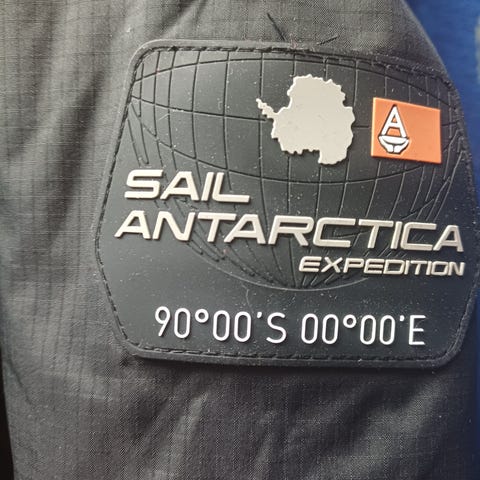 A
SAIL
ANTARCTICA
EXPEDITION
90°00'S 00°00'E